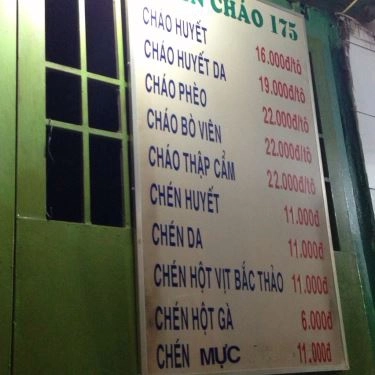 CHÁO 175
CHÁO HUYẾT 16.000đ/tô
CHÁO HUYẾT DA 19.000đ/tô
CHÁO PHÈO 22.000đ/tô
CHÁO BÒ VIÊN 22.000đ/tô
CHÁO THẬP CẨM 22.000đ/tô
CHÉN HUYẾT 11.000đ
CHÉN DA 11.000đ
CHÉN HỘT VỊT BẮC THẢO 11.000đ
CHÉN HỘT GÀ 6.000đ
CHÉN MỰC 11.000đ